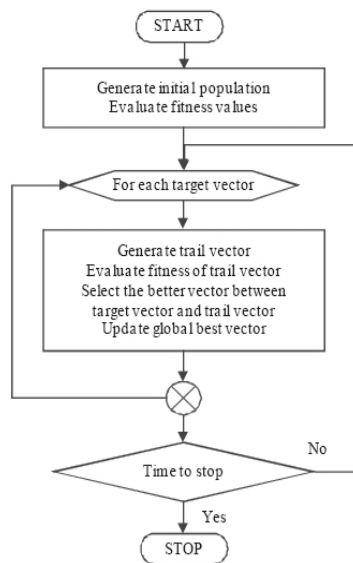 START
Generate initial population
Evaluate fitness values
For each target vector
Generate trail vector
Evaluate fitness of trail vector
Select the better vector between
target vector and trail vector
Update global best vector
No
Time to stop
Yes
STOP